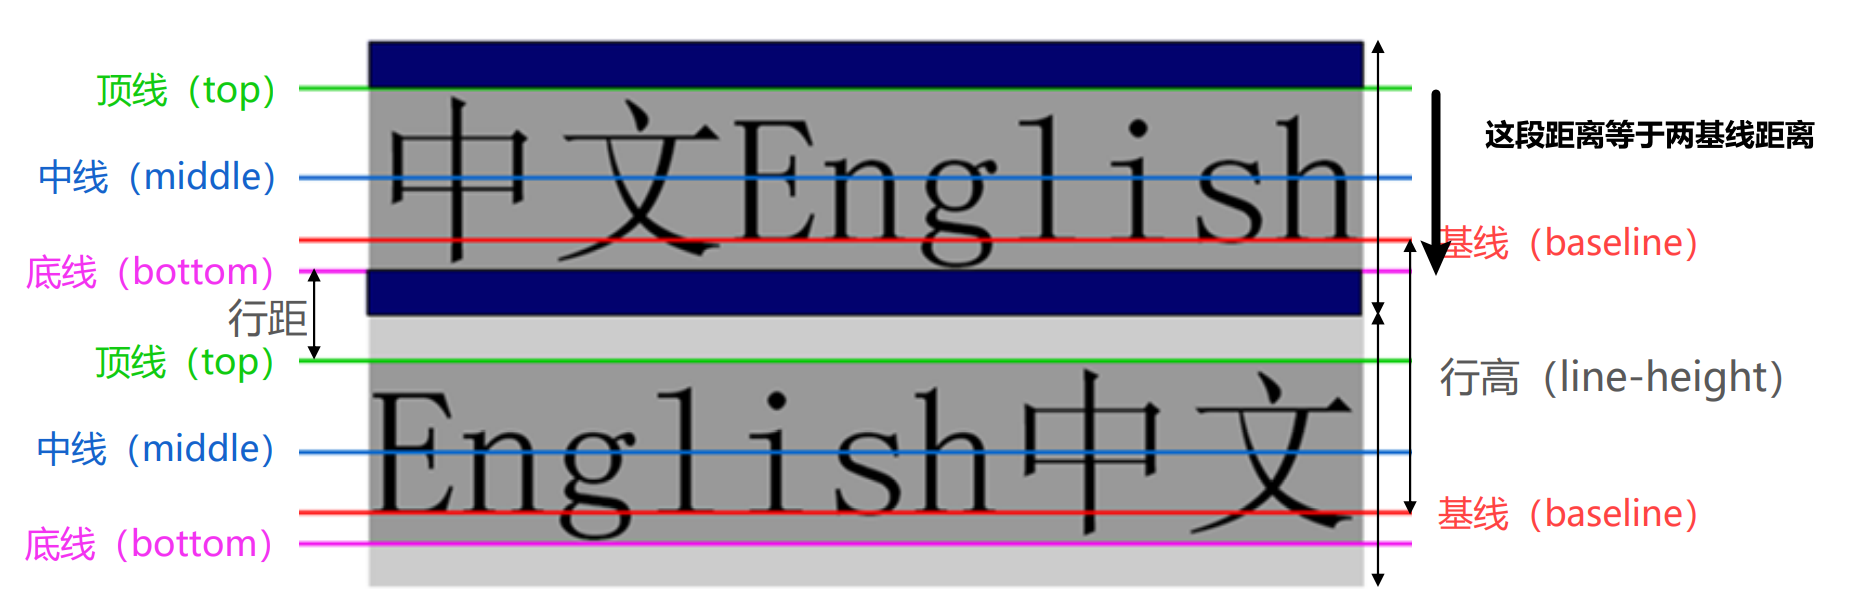 顶线（top）
中文English
这段距离等于两基线距离
中线（middle）
基线（baseline）
底线（bottom）
行距
顶线（top）
行高（line-height）
English中文
中线（middle）
基线（baseline）
底线（bottom）